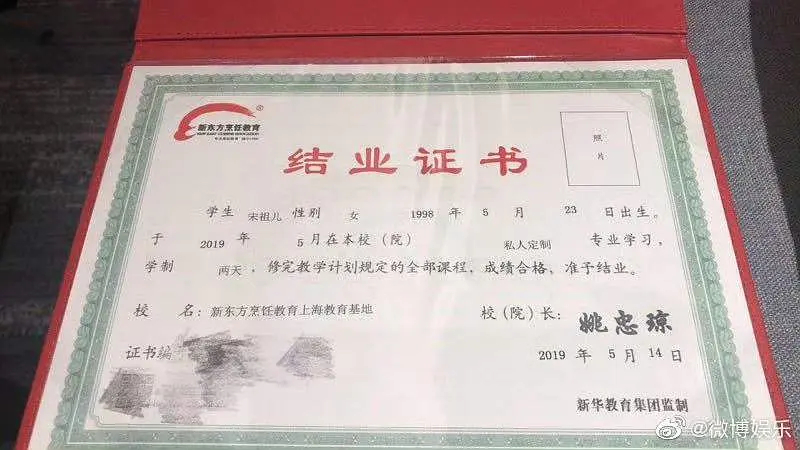 新东方烹饪教育
NEW EAST CUISINE EDUCATION
结业证书
照
片
学生 宋祖儿 性别 女 1998 年 5 月 23 日出生。
于 2019 年 5 月在本校(院) 私人定制 专业学习,
学制 两天 , 修完教学计划规定的全部课程, 成绩合格, 准予结业。
校 名: 新东方烹饪教育上海教育基地 校(院)长: 姚忠琼
证书编
2019 年 5 月 14 日
新华教育集团监制
@微博娱乐